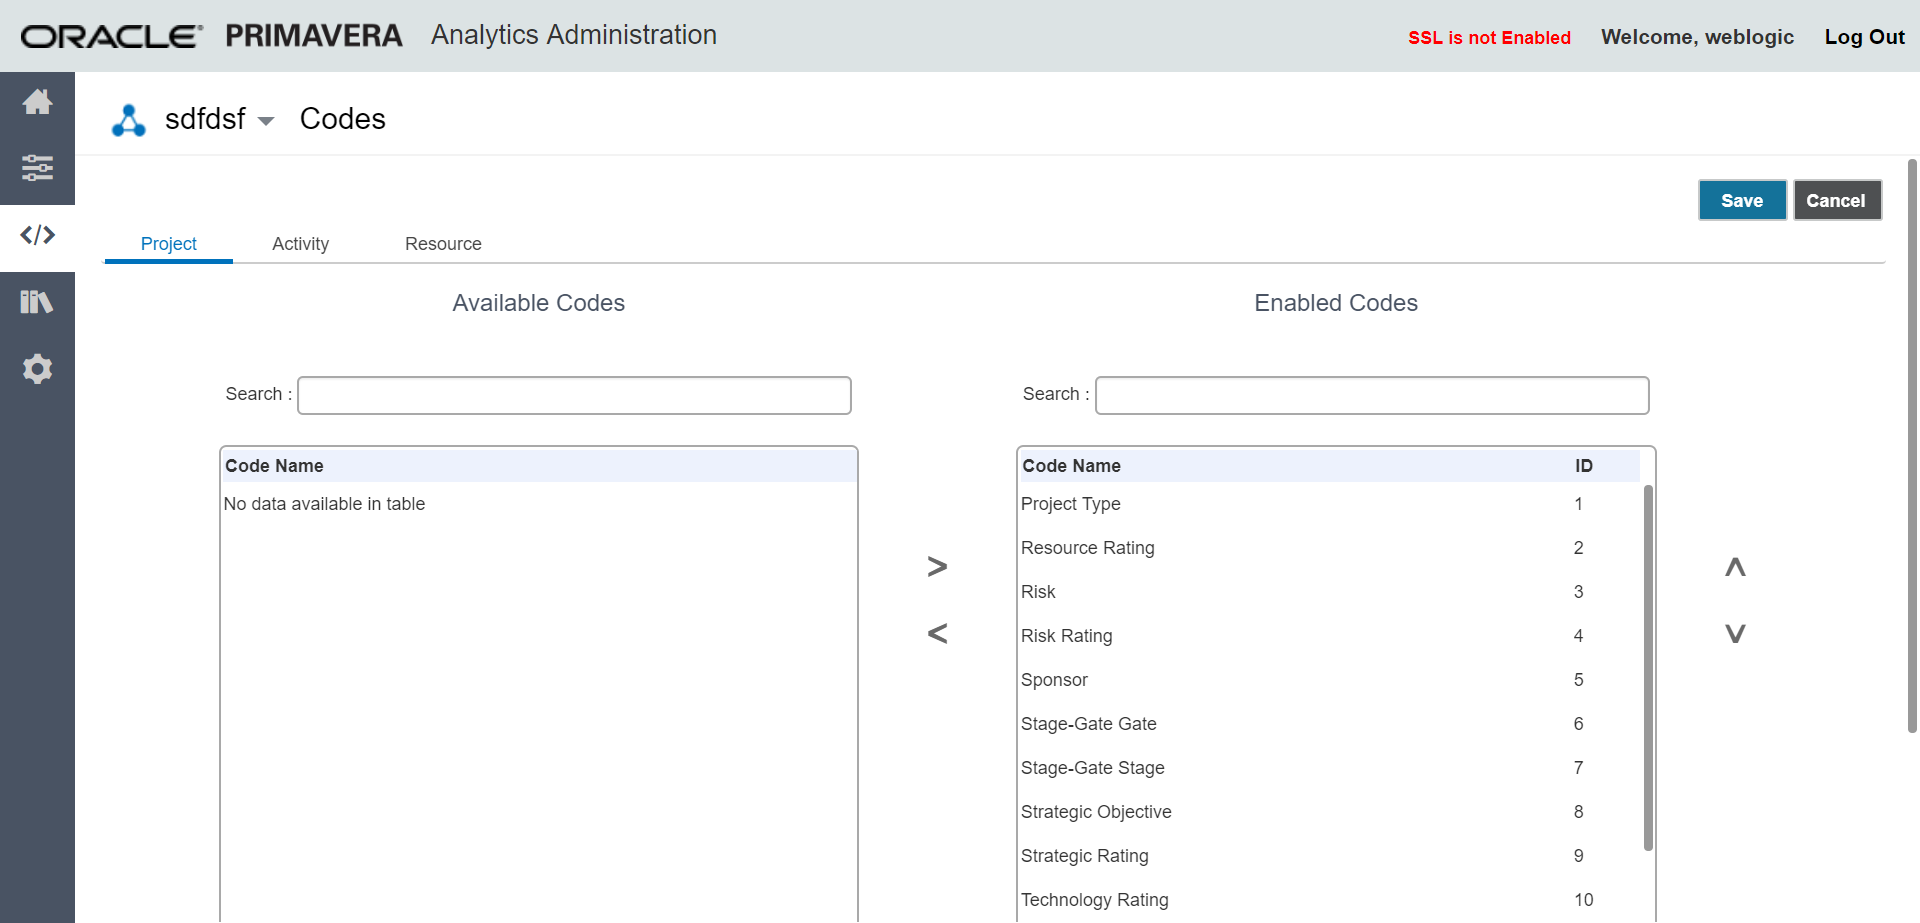 ORACLE® PRIMAVERA Analytics Administration
SSL is not Enabled Welcome, weblogic Log Out
sdfdsf Codes
Save Cancel
Project Activity Resource
Available Codes
Search :
Code Name
No data available in table
>
<
Enabled Codes
Search :
Code Name ID
Project Type 1
Resource Rating 2
Risk 3
Risk Rating 4
Sponsor 5
Stage-Gate Gate 6
Stage-Gate Stage 7
Strategic Objective 8
Strategic Rating 9
Technology Rating 10